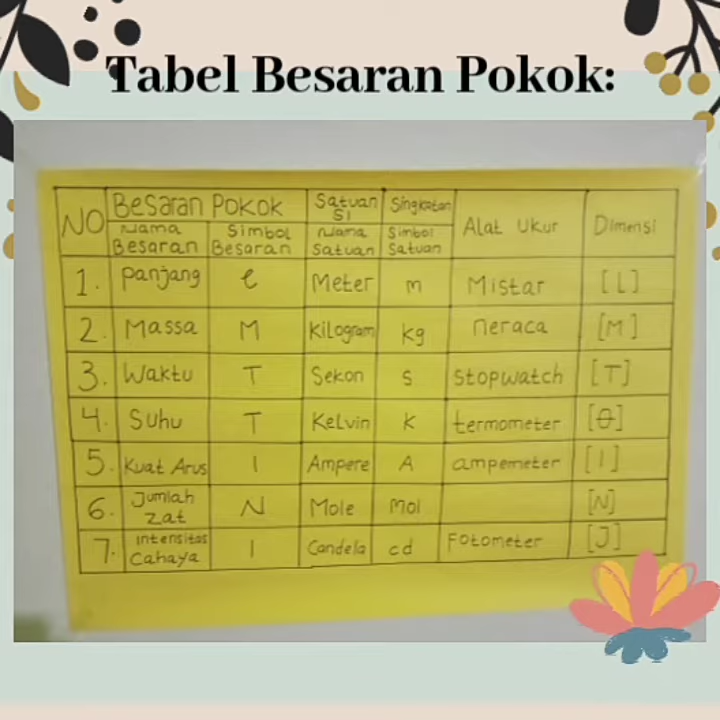 Tabel Besaran Pokok:
NO Besaran Pokok Satuan SI Singkatan Alat Ukur Dimensi
Nama Besaran Simbol Besaran Nama Satuan Simbol Satuan
1. Panjang l Meter m Mistar [L]
2. Massa M Kilogram kg neraca [M]
3. Waktu T Sekon s stopwatch [T]
4. Suhu T Kelvin K termometer [θ]
5. Kuat Arus I Ampere A ampemeter [I]
6. Jumlah Zat N Mole Mol [N]
7. Intensitas Cahaya I Candela cd Fotometer [J]